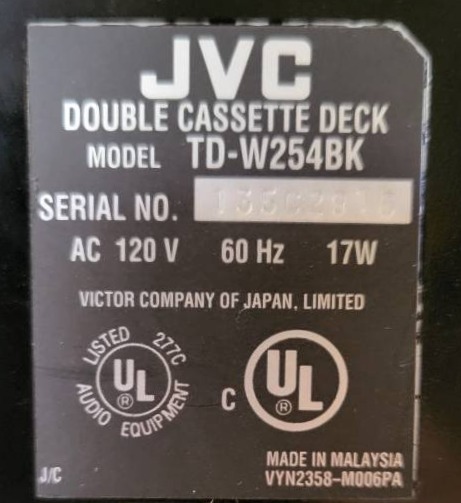 JVC
DOUBLE CASSETTE DECK
MODEL TD-W254BK
SERIAL NO.
AC 120 V 60 Hz 17W
VICTOR COMPANY OF JAPAN, LIMITED
LISTED 277C
UL ®
AUDIO EQUIPMENT
C UL ®
MADE IN MALAYSIA
J/C VYN2358-M006PA